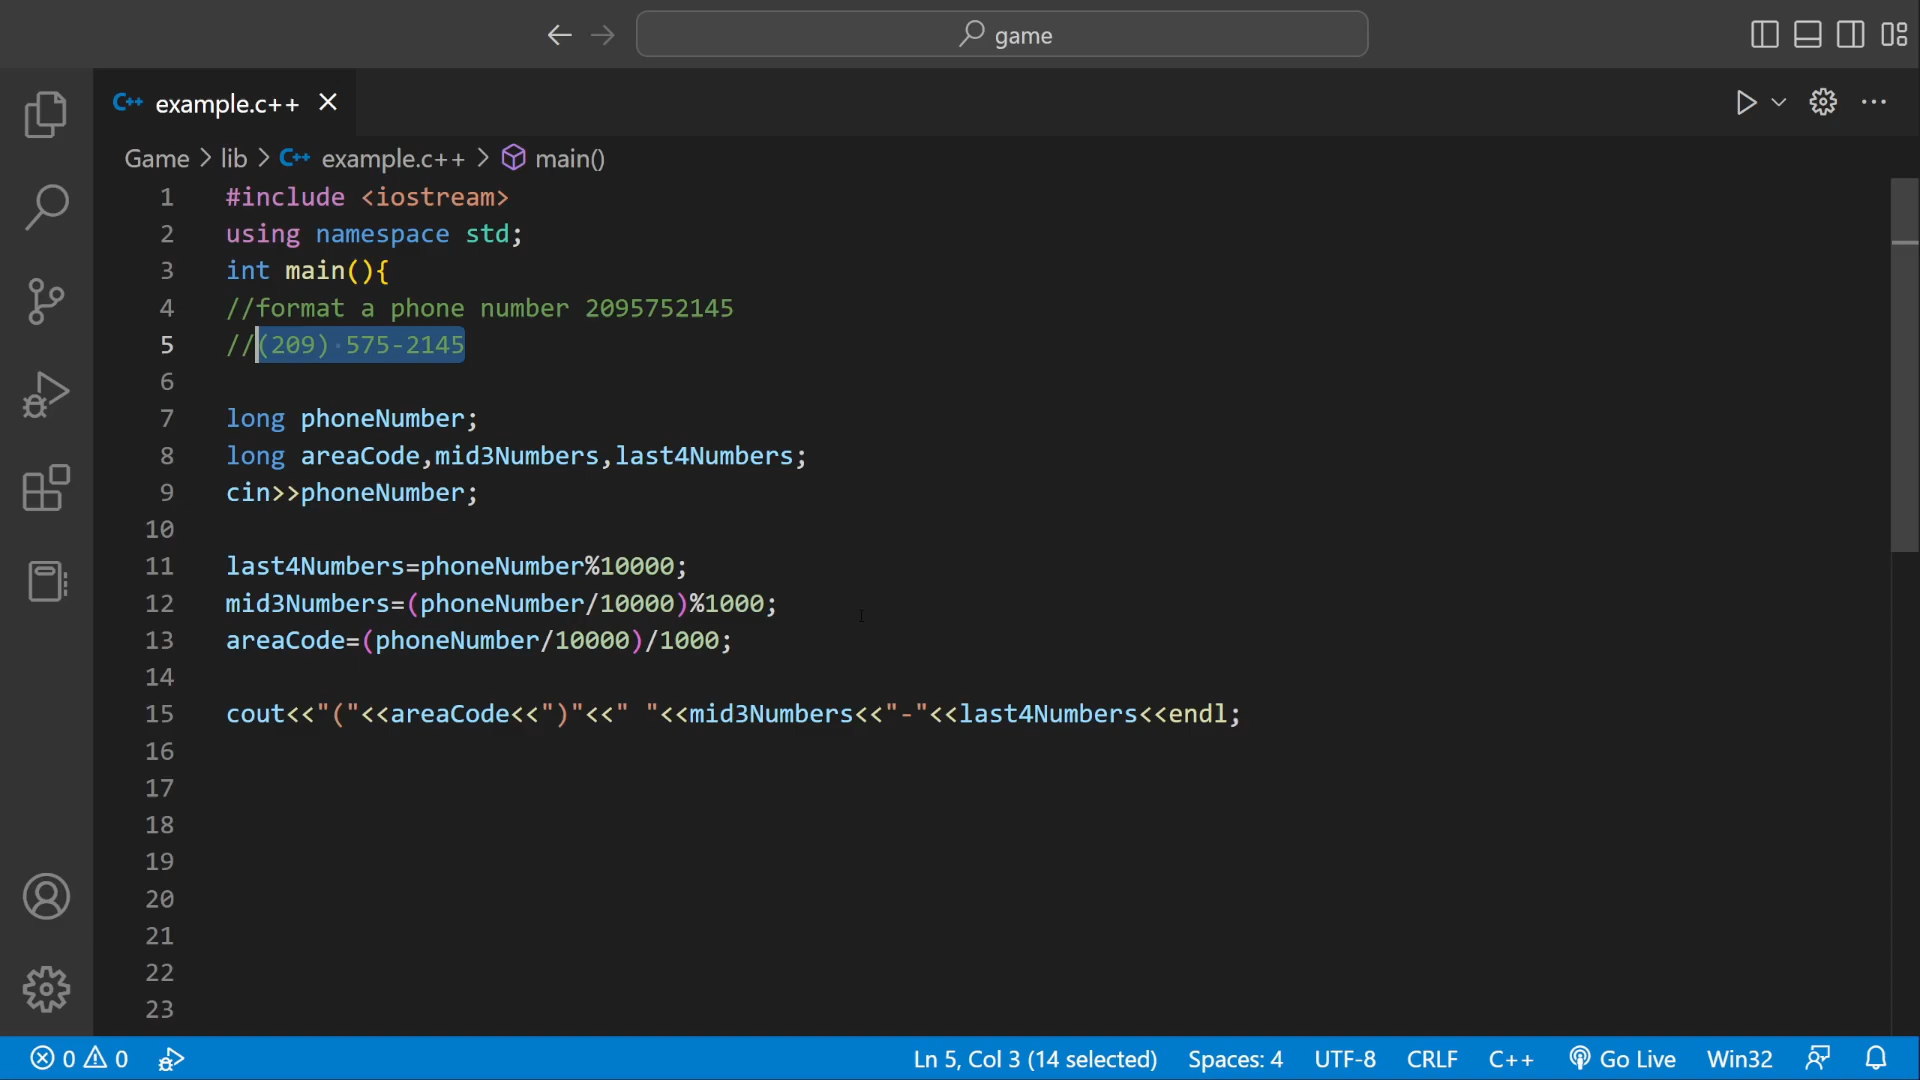 game
example.c++
Game > lib > example.c++ > main()
1 #include <iostream>
2 using namespace std;
3 int main(){
4 //format a phone number 2095752145
5 //(209) 575-2145
6
7 long phoneNumber;
8 long areaCode,mid3Numbers,last4Numbers;
9 cin>>phoneNumber;
10
11 last4Numbers=phoneNumber%10000;
12 mid3Numbers=(phoneNumber/10000)%1000;
13 areaCode=(phoneNumber/10000)/1000;
14
15 cout<<"("<<areaCode<<")"<<" "<<mid3Numbers<<"-"<<last4Numbers<<endl;
16
17
18
19
20
21
22
23
0 0 Ln 5, Col 3 (14 selected) Spaces: 4 UTF-8 CRLF C++ Go Live Win32